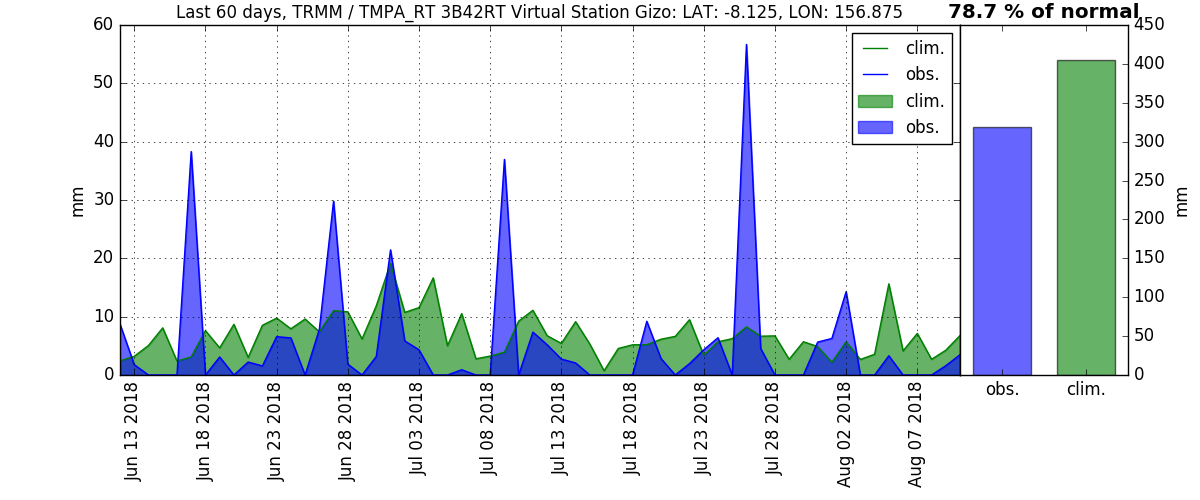 Last 60 days, TRMM / TMPA_RT 3B42RT Virtual Station Gizo: LAT: -8.125, LON: 156.875
78.7 % of normal
60
50
40
30
20
10
0
mm
clim.
obs.
clim.
obs.
450
400
350
300
250
200
150
100
50
0
mm
Jun 13 2018
Jun 18 2018
Jun 23 2018
Jun 28 2018
Jul 03 2018
Jul 08 2018
Jul 13 2018
Jul 18 2018
Jul 23 2018
Jul 28 2018
Aug 02 2018
Aug 07 2018
obs.
clim.